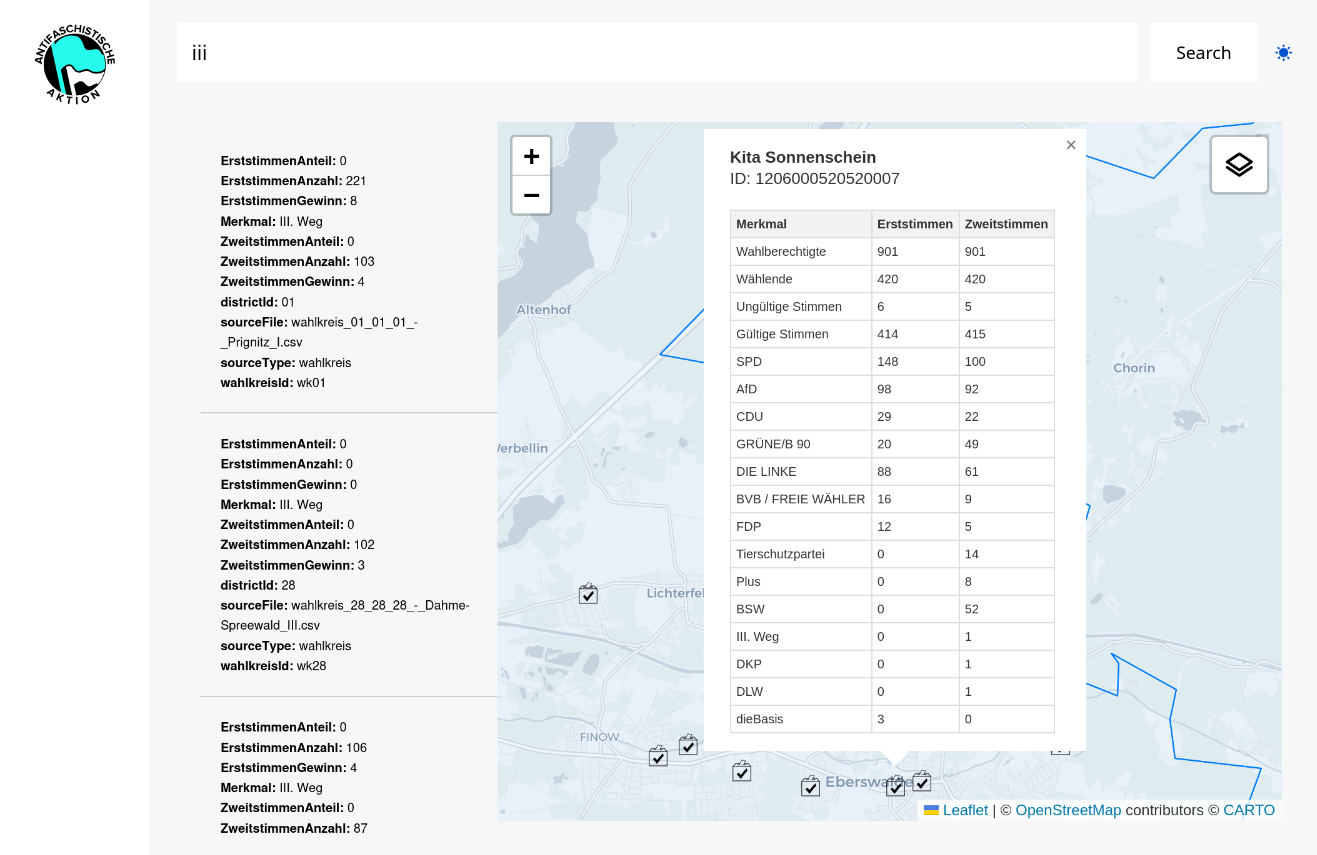 ANTIFASCHISTISCHE
AKTION
iii
Search
ErststimmenAnteil: 0
ErststimmenAnzahl: 221
ErststimmenGewinn: 8
Merkmal: III. Weg
ZweitstimmenAnteil: 0
ZweitstimmenAnzahl: 103
ZweitstimmenGewinn: 4
districtId: 01
sourceFile: wahlkreis_01_01_01_-
_Prignitz_I.csv
sourceType: wahlkreis
wahlkreisId: wk01
ErststimmenAnteil: 0
ErststimmenAnzahl: 0
ErststimmenGewinn: 0
Merkmal: III. Weg
ZweitstimmenAnteil: 0
ZweitstimmenAnzahl: 102
ZweitstimmenGewinn: 3
districtId: 28
sourceFile: wahlkreis_28_28_28_-_Dahme-
Spreewald_III.csv
sourceType: wahlkreis
wahlkreisId: wk28
ErststimmenAnteil: 0
ErststimmenAnzahl: 106
ErststimmenGewinn: 4
Merkmal: III. Weg
ZweitstimmenAnteil: 0
ZweitstimmenAnzahl: 87
+
−
Altenhof
Chorin
FINOW
×
Kita Sonnenschein
ID: 1206000520520007
Merkmal Erststimmen Zweitstimmen
Wahlberechtigte 901 901
Wählende 420 420
Ungültige Stimmen 6 5
Gültige Stimmen 414 415
SPD 148 100
AfD 98 92
CDU 29 22
GRÜNE/B 90 20 49
DIE LINKE 88 61
BVB / FREIE WÄHLER 16 9
FDP 12 5
Tierschutzpartei 0 14
Plus 0 8
BSW 0 52
III. Weg 0 1
DKP 0 1
DLW 0 1
dieBasis 3 0
Leaflet | © OpenStreetMap contributors © CARTO